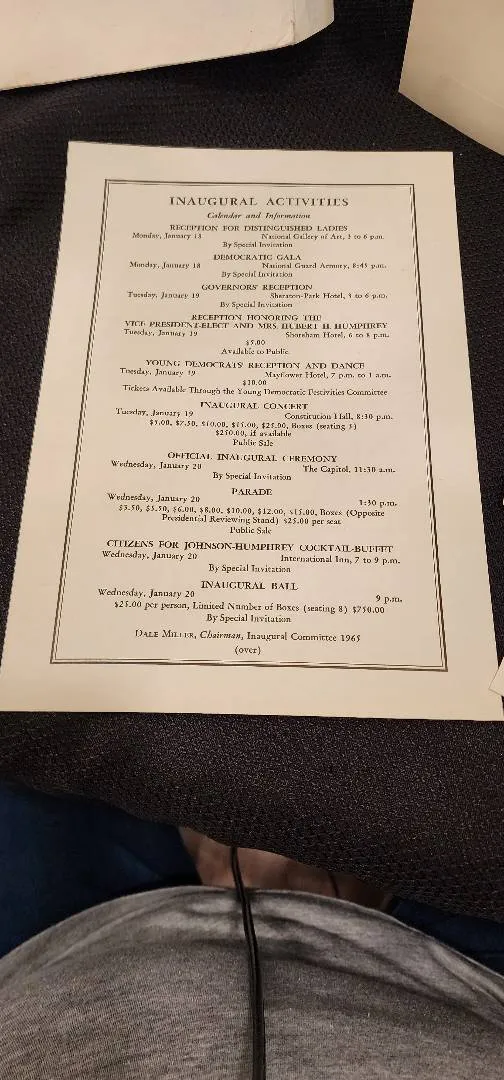 INAUGURAL ACTIVITIES
Calendar and Information
RECEPTION FOR DISTINGUISHED LADIES
Monday, January 18 National Gallery of Art, 3 to 6 p.m.
By Special Invitation
DEMOCRATIC GALA
Monday, January 18 National Guard Armory, 8:45 p.m.
By Special Invitation
GOVERNORS' RECEPTION
Tuesday, January 19 Sheraton-Park Hotel, 3 to 6 p.m.
By Special Invitation
RECEPTION HONORING THE
VICE PRESIDENT-ELECT AND MRS. HUBERT H. HUMPHREY
Tuesday, January 19 Shoreham Hotel, 6 to 8 p.m.
$5.00
Available to Public
YOUNG DEMOCRATS' RECEPTION AND DANCE
Tuesday, January 19 Mayflower Hotel, 7 p.m. to 1 a.m.
$10.00
Tickets Available Through the Young Democratic Festivities Committee
INAUGURAL CONCERT
Tuesday, January 19 Constitution Hall, 8:30 p.m.
$5.00, $7.50, $10.00, $15.00, $25.00, Boxes (seating 5)
$250.00, if available
Public Sale
OFFICIAL INAUGURAL CEREMONY
Wednesday, January 20 The Capitol, 11:30 a.m.
By Special Invitation
PARADE
Wednesday, January 20 1:30 p.m.
$3.50, $5.50, $6.00, $8.00, $10.00, $12.00, $15.00, Boxes (Opposite
Presidential Reviewing Stand) $25.00 per seat
Public Sale
CITIZENS FOR JOHNSON-HUMPHREY COCKTAIL-BUFFET
Wednesday, January 20 International Inn, 7 to 9 p.m.
By Special Invitation
INAUGURAL BALL
Wednesday, January 20 9 p.m.
$25.00 per person, Limited Number of Boxes (seating 8) $750.00
By Special Invitation
DALE MILLER, Chairman, Inaugural Committee 1965
(over)